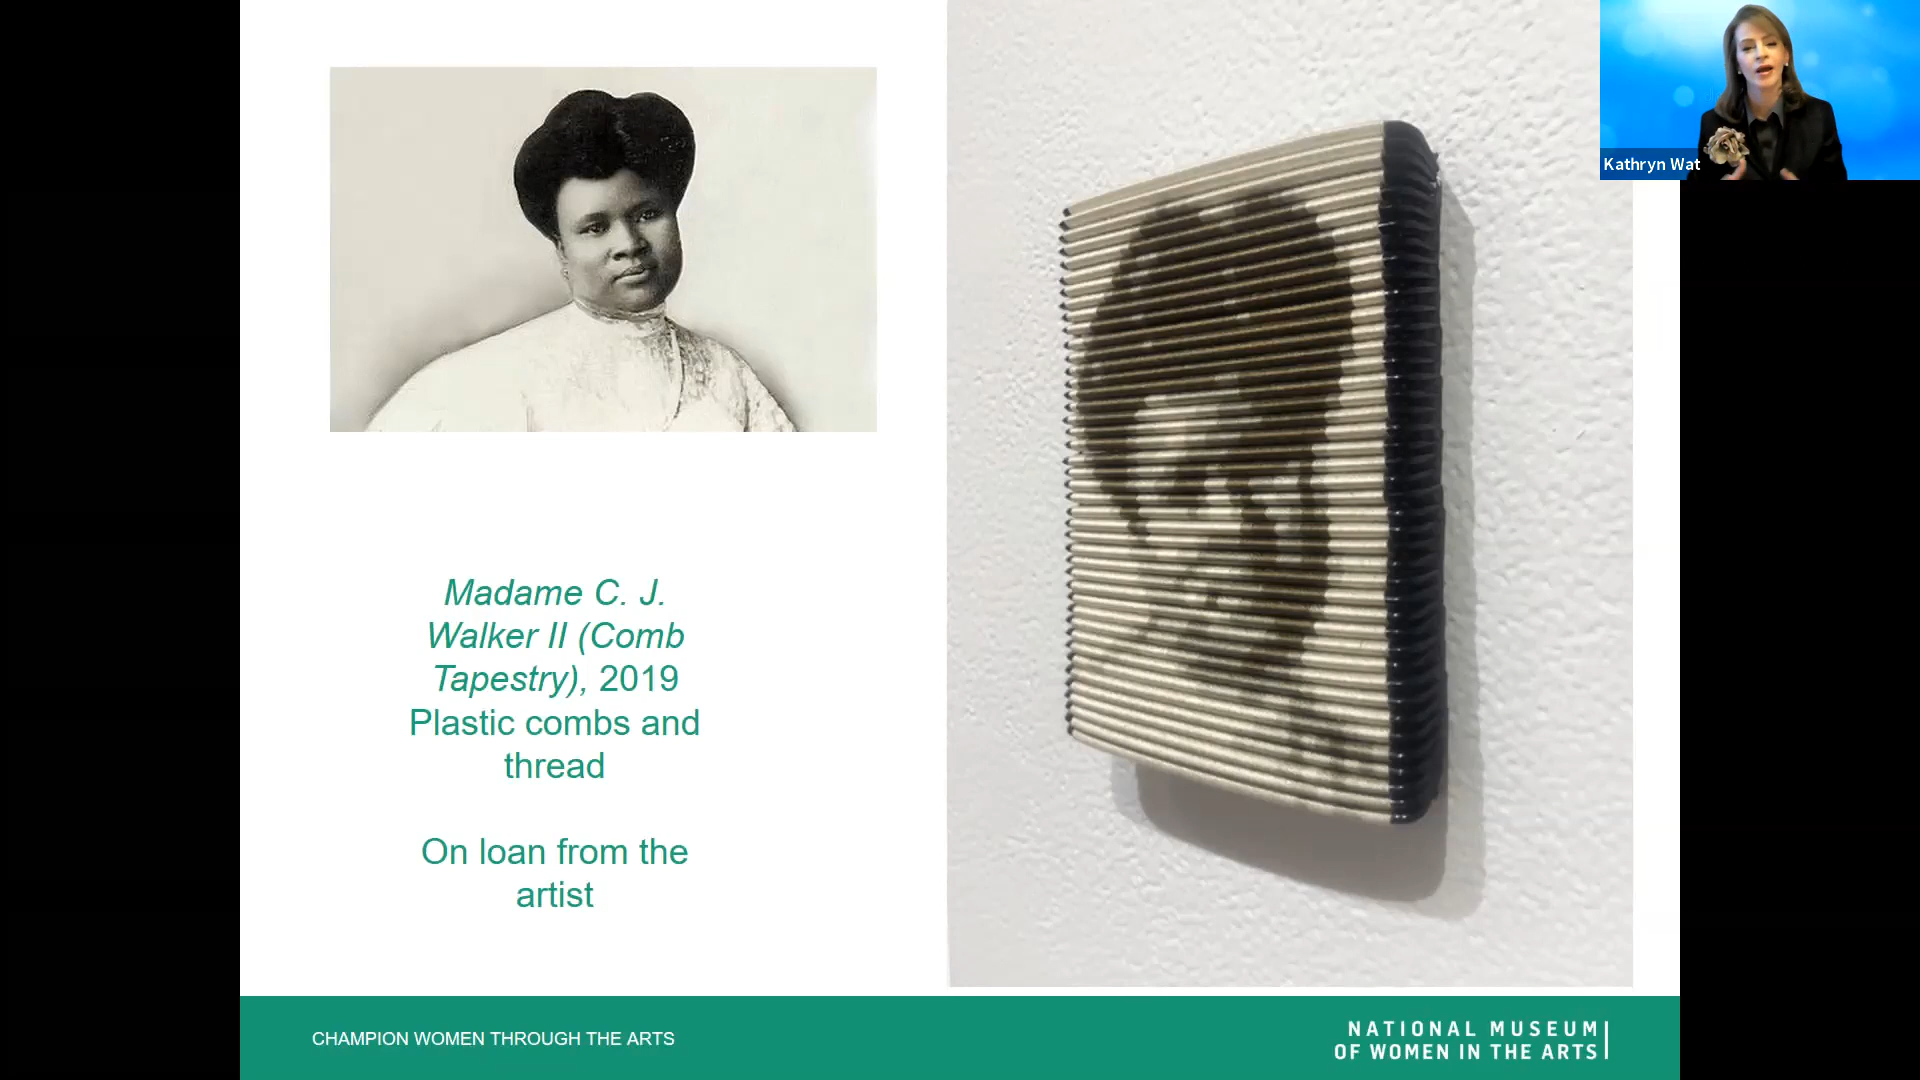 Kathryn Wat
Madame C. J.
Walker II (Comb
Tapestry), 2019
Plastic combs and
thread
On loan from the
artist
CHAMPION WOMEN THROUGH THE ARTS
NATIONAL MUSEUM
OF WOMEN IN THE ARTS